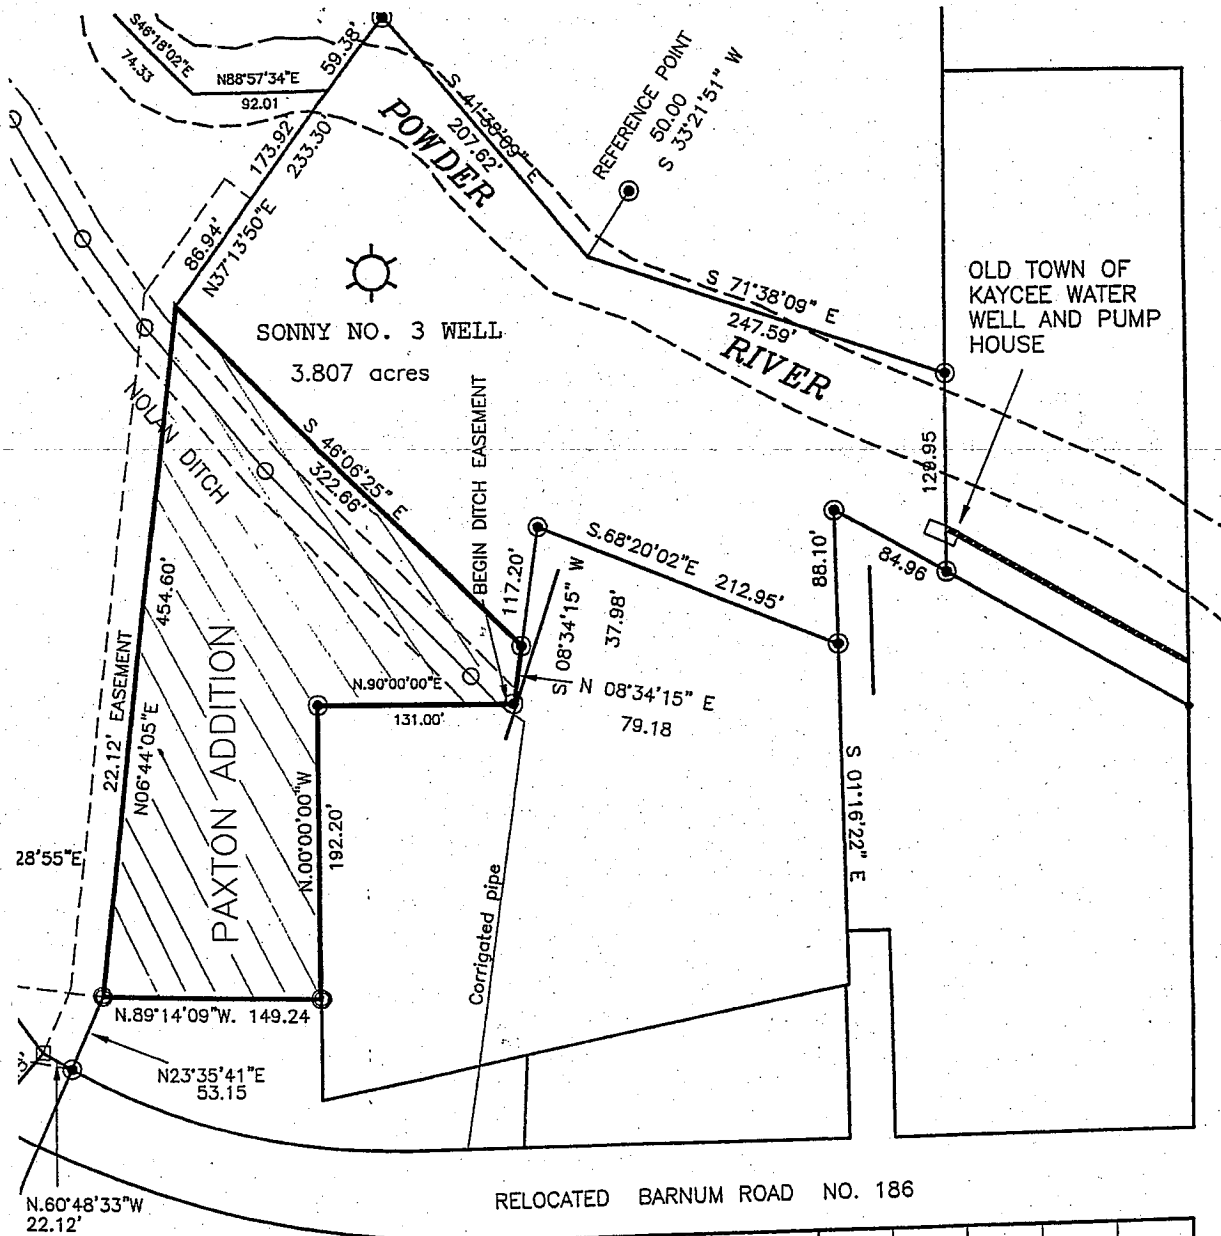 S46°18'02"E
74.33
N88°57'34"E
92.01
59.38'
173.92'
233.30'
86.94'
N37°13'50"E
POWDER
RIVER
S 41°38'09" E
207.62'
REFERENCE POINT
50.00
S 33°21'51" W
S 71°38'09" E
247.59'
OLD TOWN OF
KAYCEE WATER
WELL AND PUMP
HOUSE
SONNY NO. 3 WELL
3.807 acres
NOLAN DITCH
S 46°06'25" E
322.66'
BEGIN DITCH EASEMENT
117.20'
S 08°34'15" W
37.98'
N 08°34'15" E
79.18
S.68°20'02"E 212.95'
88.10'
84.96
129.95
S 01°16'22" E
454.60'
22.12' EASEMENT
N06°44'05"E
PAXTON ADDITION
N.90°00'00"E
131.00'
N.00°00'00"W
192.20'
Corrigated pipe
28'55"E
N.89°14'09"W. 149.24
N23°35'41"E
53.15
N.60°48'33"W
22.12'
RELOCATED BARNUM ROAD NO. 186